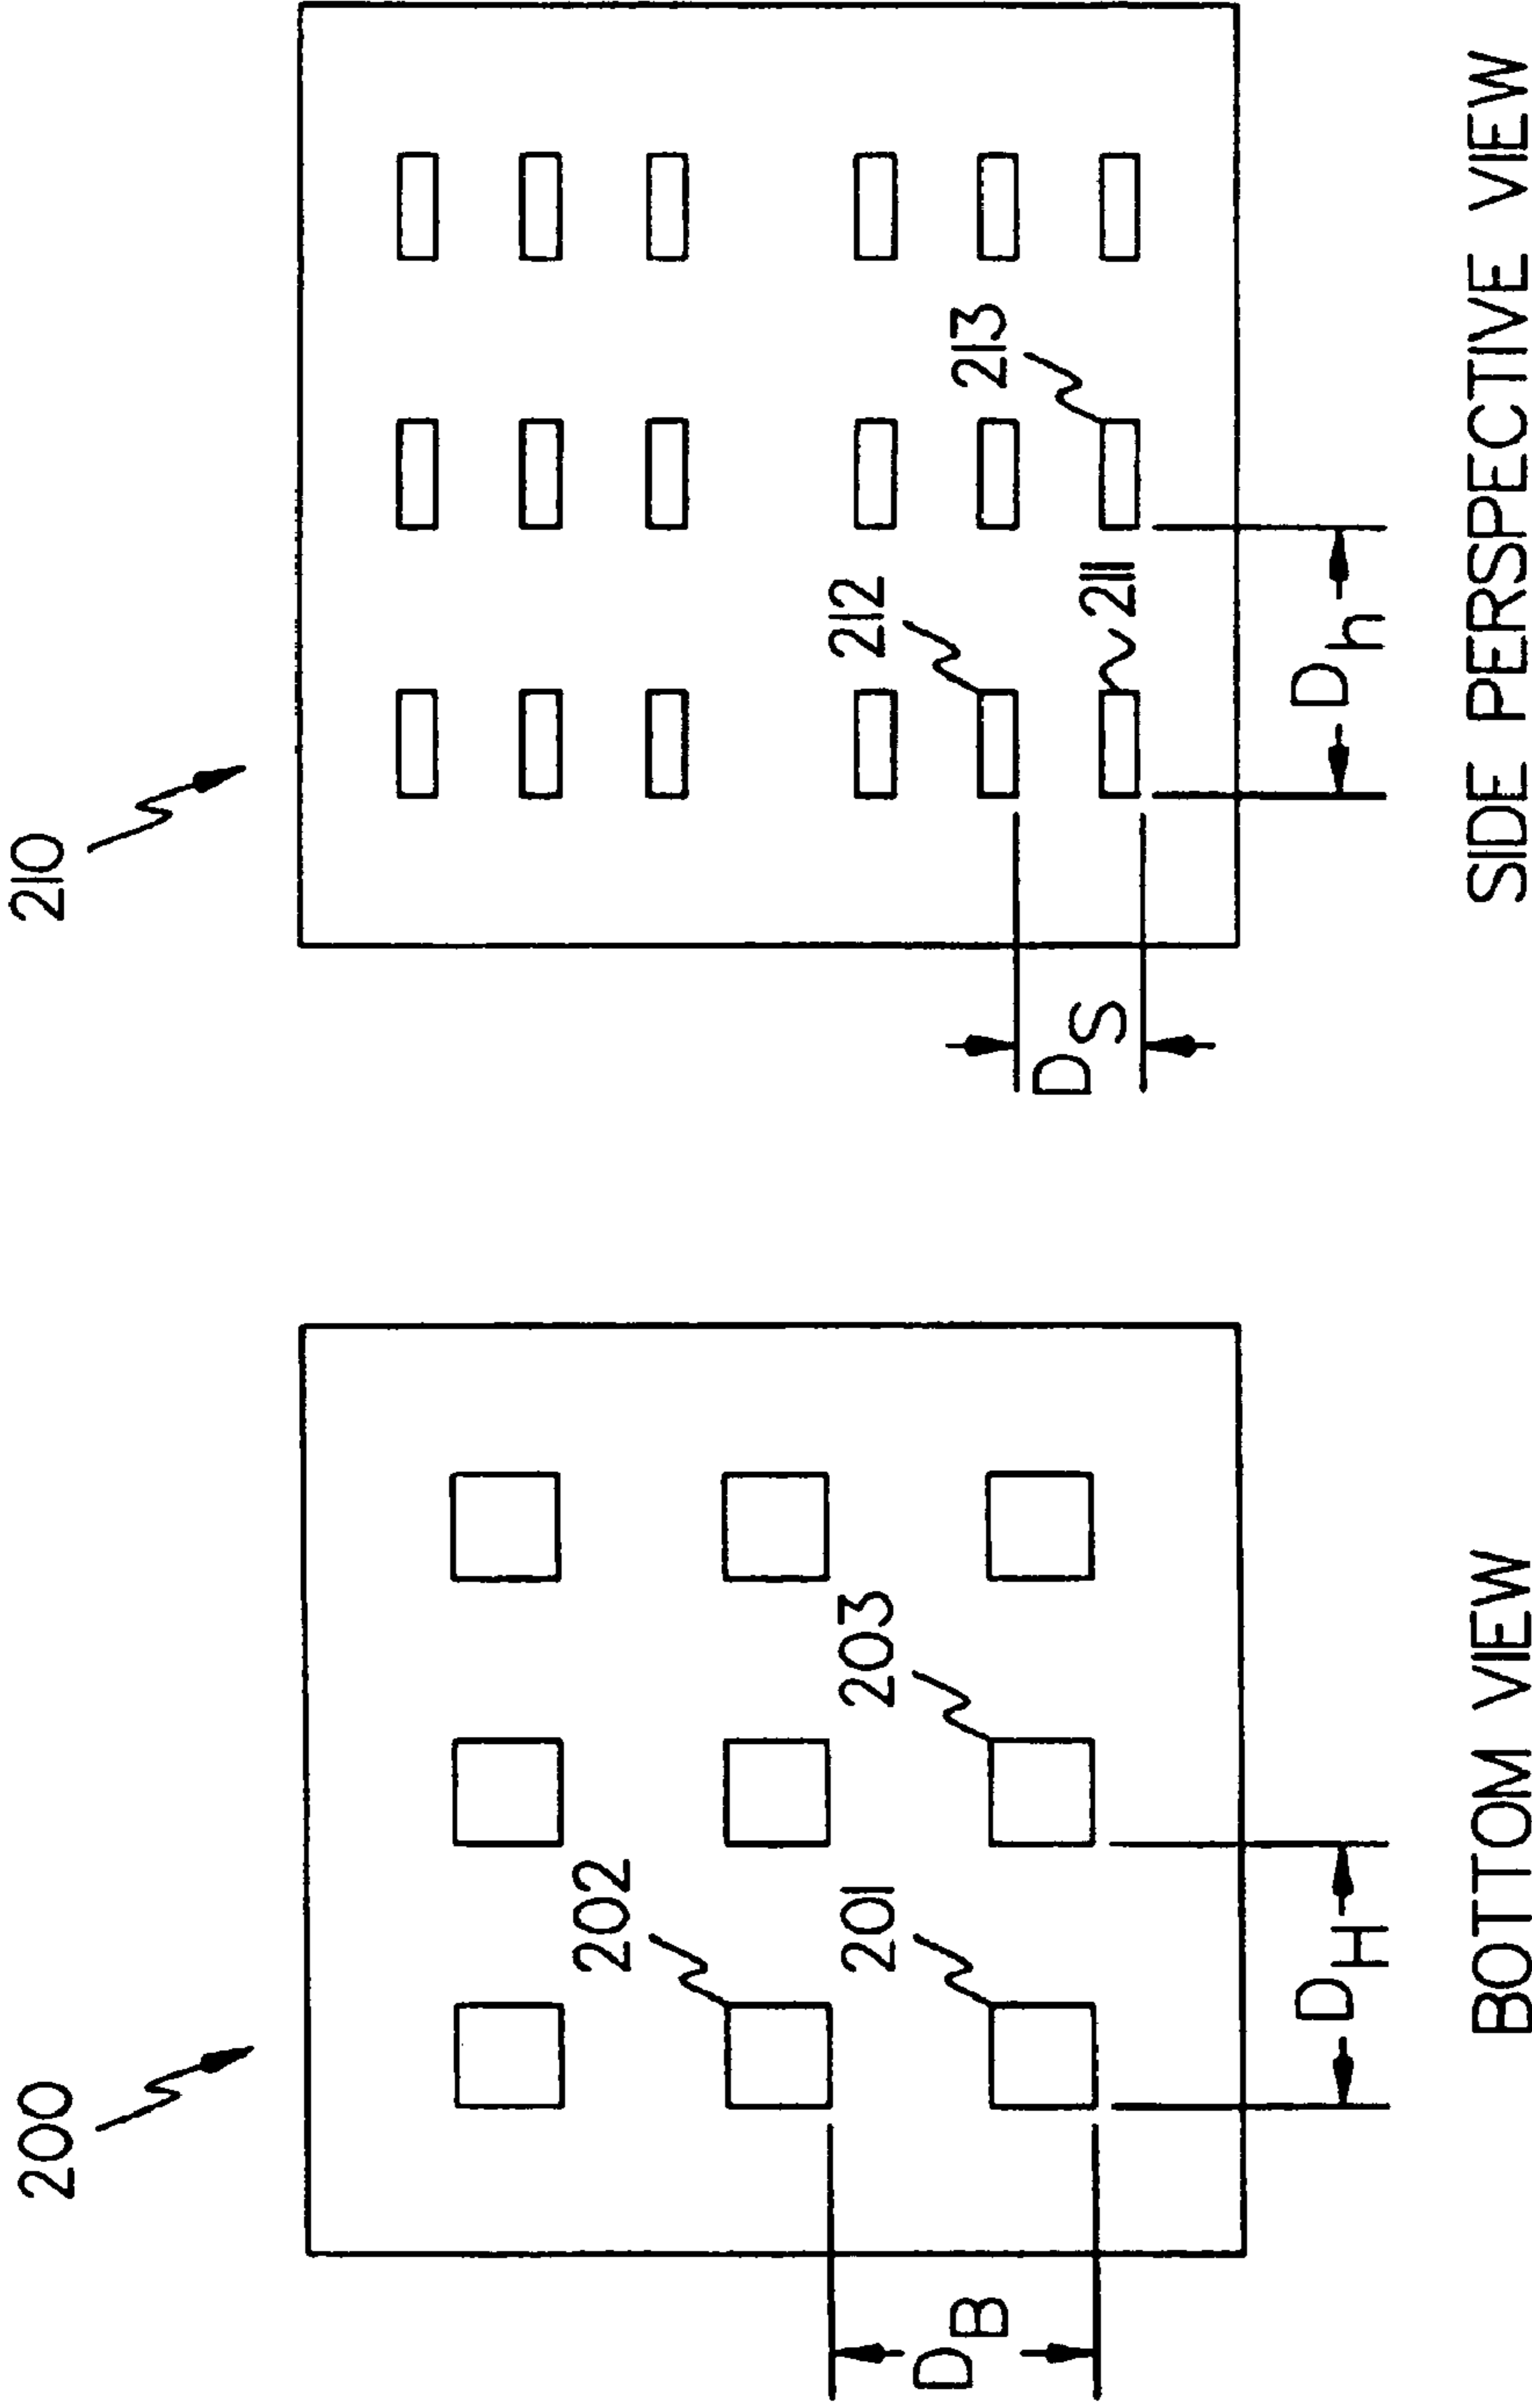 200
202
203
201
D_B
D_H
BOTTOM VIEW
210
212
213
211
D_S
D_h
SIDE PERSPECTIVE VIEW